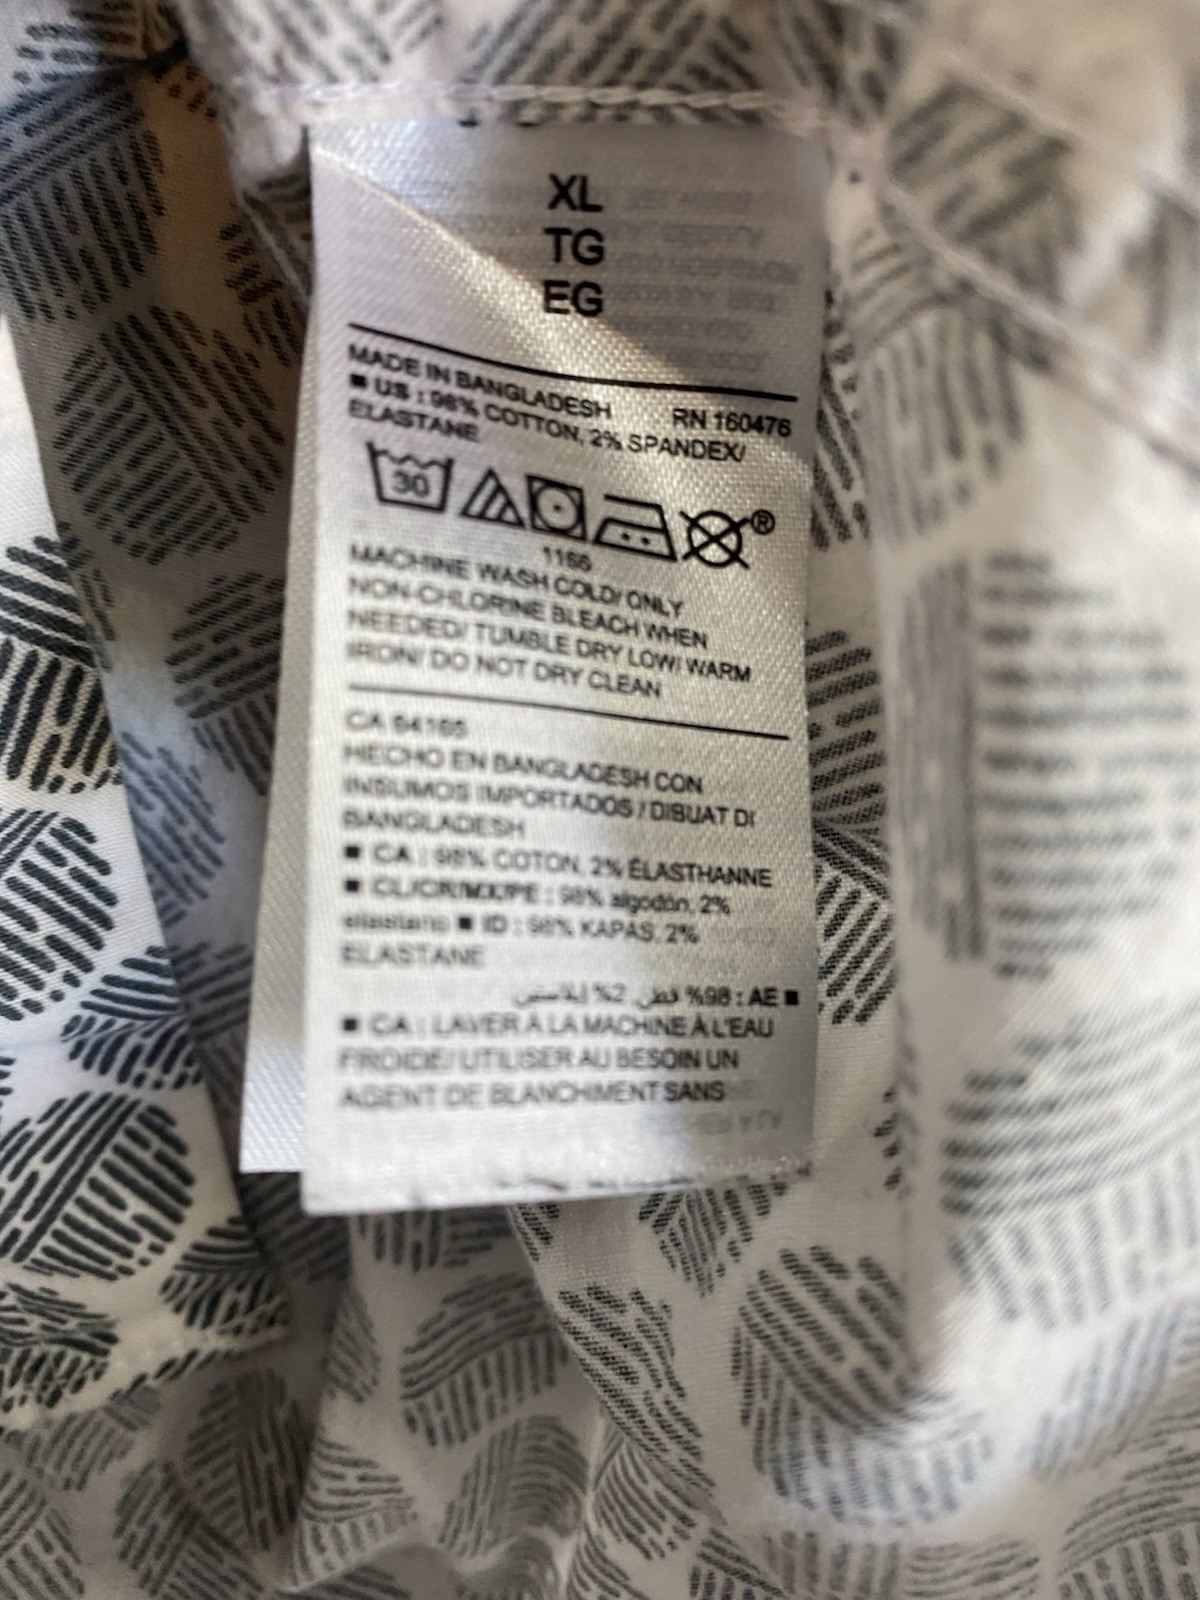 XL
TG
EG
MADE IN BANGLADESH RN 160476
■ US : 98% COTTON, 2% SPANDEX/
ELASTANE
30
®
1166
MACHINE WASH COLD/ ONLY
NON-CHLORINE BLEACH WHEN
NEEDED/ TUMBLE DRY LOW/ WARM
IRON/ DO NOT DRY CLEAN
CA
HECHO EN BANGLADESH CON
INSUMOS IMPORTADOS / DIBUAT DI
BANGLADESH
■ CA : 98% COTON, 2% ÉLASTHANNE
■ CL/CR/MX/PE : 98% algodón, 2%
elastano ■ ID : 98% KAPAS, 2%
ELASTANE
■ AE : %98 قطن, 2% إيلاستين
■ CA : LAVER À LA MACHINE À L'EAU
FROIDE/ UTILISER AU BESOIN UN
AGENT DE BLANCHIMENT SANS